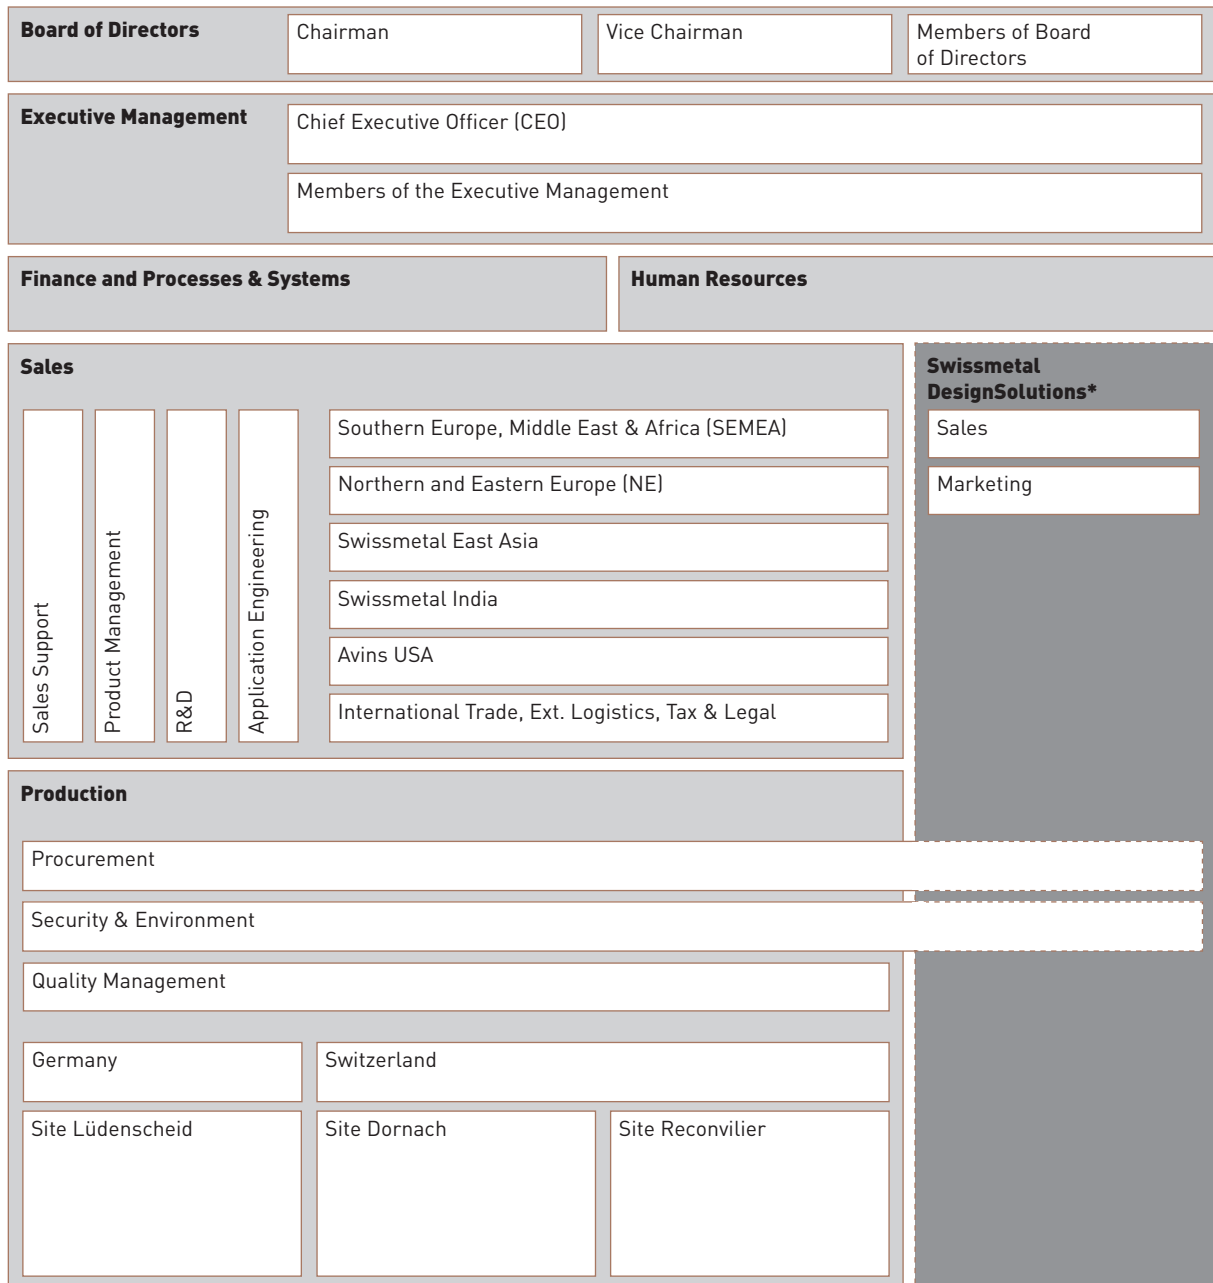 Board of Directors
Chairman
Vice Chairman
Members of Board
of Directors
Executive Management
Chief Executive Officer (CEO)
Members of the Executive Management
Finance and Processes & Systems
Human Resources
Sales
Sales Support
Product Management
R&D
Application Engineering
Southern Europe, Middle East & Africa (SEMEA)
Northern and Eastern Europe (NE)
Swissmetal East Asia
Swissmetal India
Avins USA
International Trade, Ext. Logistics, Tax & Legal
Swissmetal
DesignSolutions*
Sales
Marketing
Production
Procurement
Security & Environment
Quality Management
Germany
Switzerland
Site Lüdenscheid
Site Dornach
Site Reconvilier